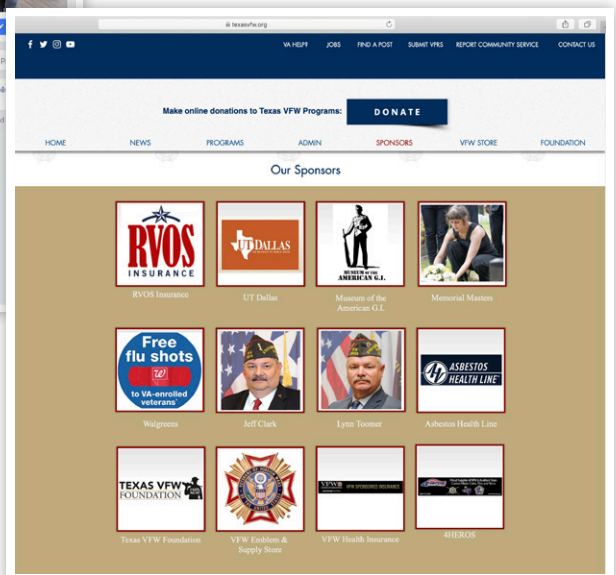 texasvfw.org
VA HELP? JOBS FIND A POST SUBMIT VPRS REPORT COMMUNITY SERVICE CONTACT US
Make online donations to Texas VFW Programs: DONATE
HOME NEWS PROGRAMS ADMIN SPONSORS VFW STORE FOUNDATION
Our Sponsors
RVOS
INSURANCE
UT DALLAS
MUSEUM OF THE
AMERICAN G.I.
RVOS Insurance
UT Dallas
Museum of the
American G.I.
Memorial Masters
Free
flu shots
to VA-enrolled
veterans
ASBESTOS
HEALTH LINE
Walgreens
Jeff Clark
Lynn Toomer
Asbestos Health Line
TEXAS VFW
FOUNDATION
VFW VFW SPONSORED INSURANCE
Texas VFW Foundation
VFW Emblem &
Supply Store
VFW Health Insurance
4HEROS